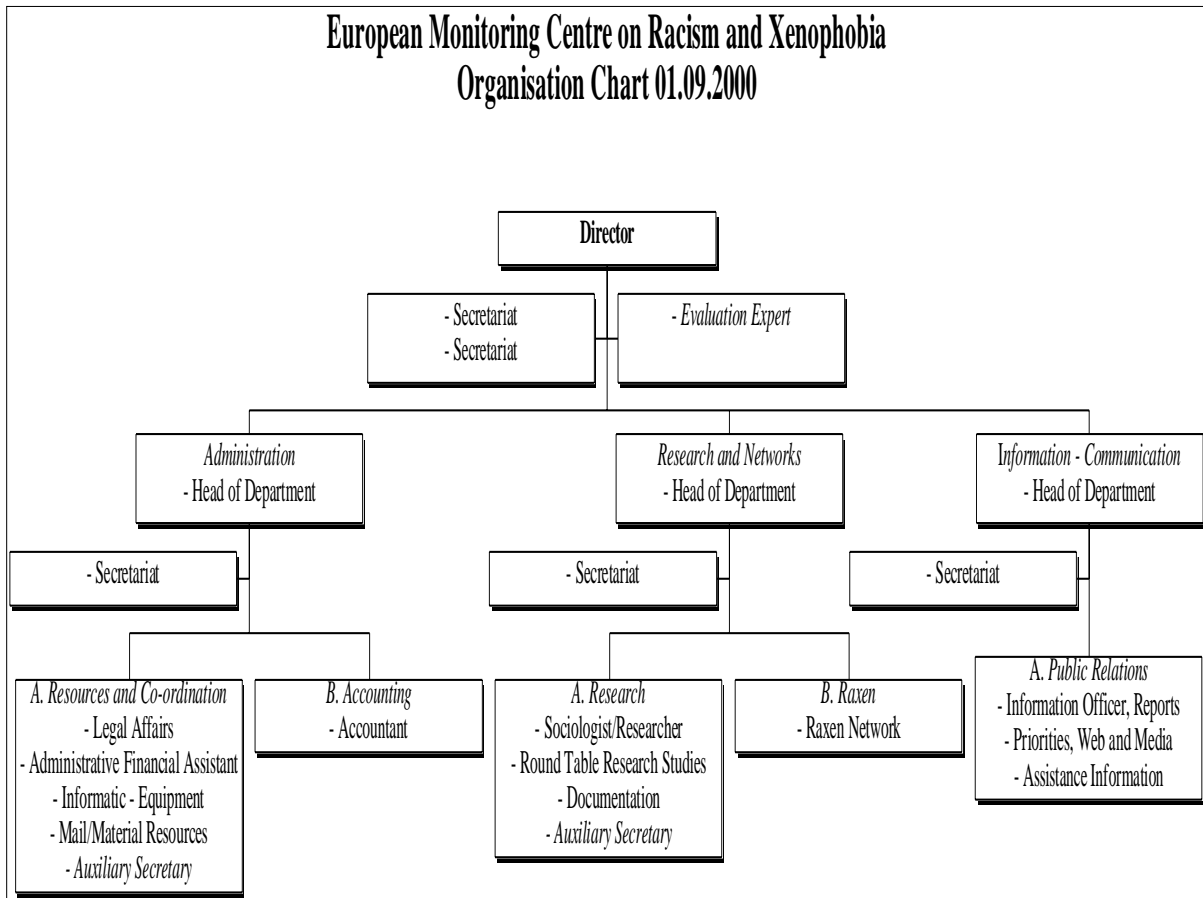 European Monitoring Centre on Racism and Xenophobia
Organisation Chart 01.09.2000
Director
- Secretariat
- Secretariat
- Evaluation Expert
Administration
- Head of Department
Research and Networks
- Head of Department
Information - Communication
- Head of Department
- Secretariat
- Secretariat
- Secretariat
A. Resources and Co-ordination
- Legal Affairs
- Administrative Financial Assistant
- Informatic - Equipment
- Mail/Material Resources
- Auxiliary Secretary
B. Accounting
- Accountant
A. Research
- Sociologist/Researcher
- Round Table Research Studies
- Documentation
- Auxiliary Secretary
B. Raxen
- Raxen Network
A. Public Relations
- Information Officer, Reports
- Priorities, Web and Media
- Assistance Information